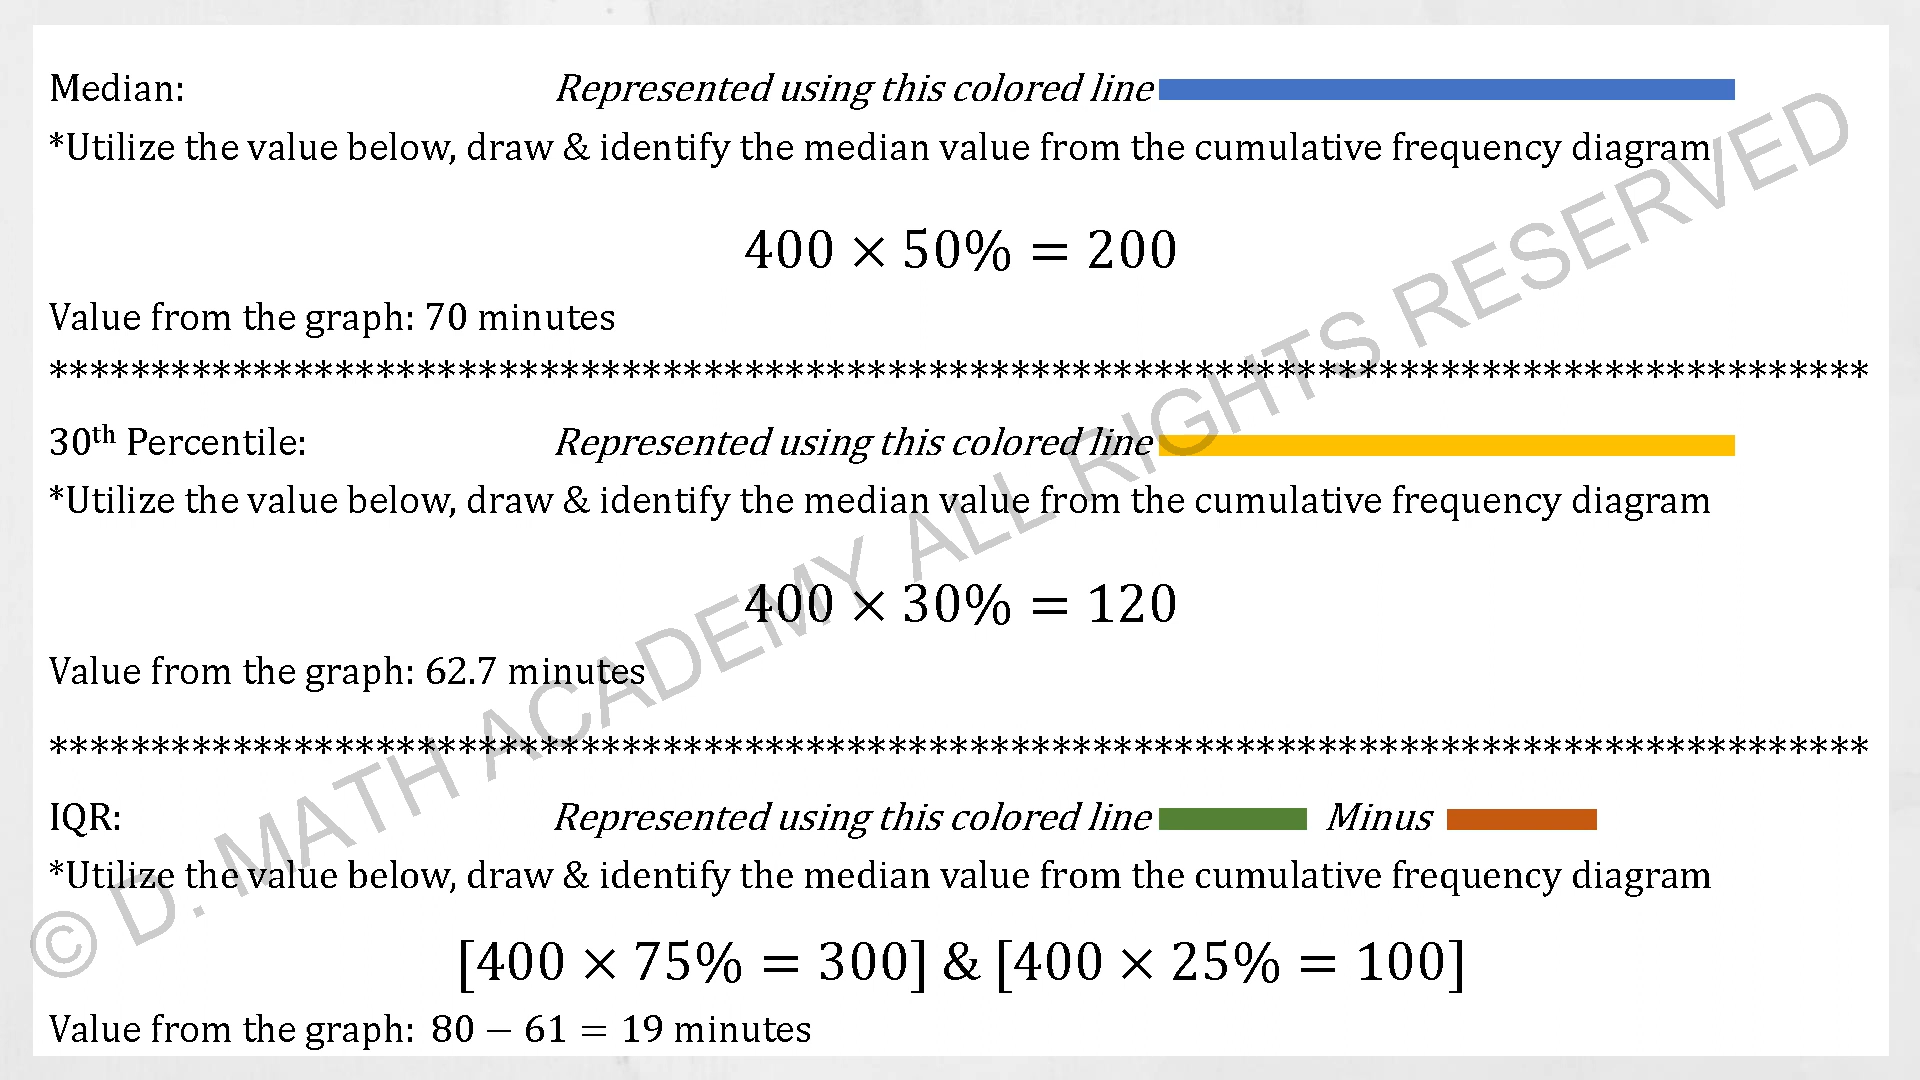 Median: Represented using this colored line
*Utilize the value below, draw & identify the median value from the cumulative frequency diagram
400 × 50% = 200
Value from the graph: 70 minutes
*****************************************************************************************
30th Percentile: Represented using this colored line
*Utilize the value below, draw & identify the median value from the cumulative frequency diagram
400 × 30% = 120
Value from the graph: 62.7 minutes
*****************************************************************************************
IQR: Represented using this colored line Minus
*Utilize the value below, draw & identify the median value from the cumulative frequency diagram
[400 × 75% = 300] & [400 × 25% = 100]
Value from the graph: 80 − 61 = 19 minutes
© D. MATH ACADEMY ALL RIGHTS RESERVED